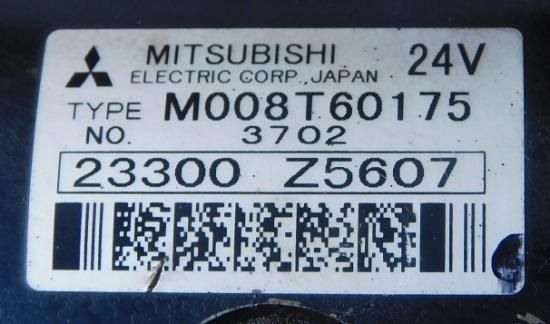 MITSUBISHI 24V
ELECTRIC CORP., JAPAN
TYPE M008T60175
NO. 3702
23300 Z5607